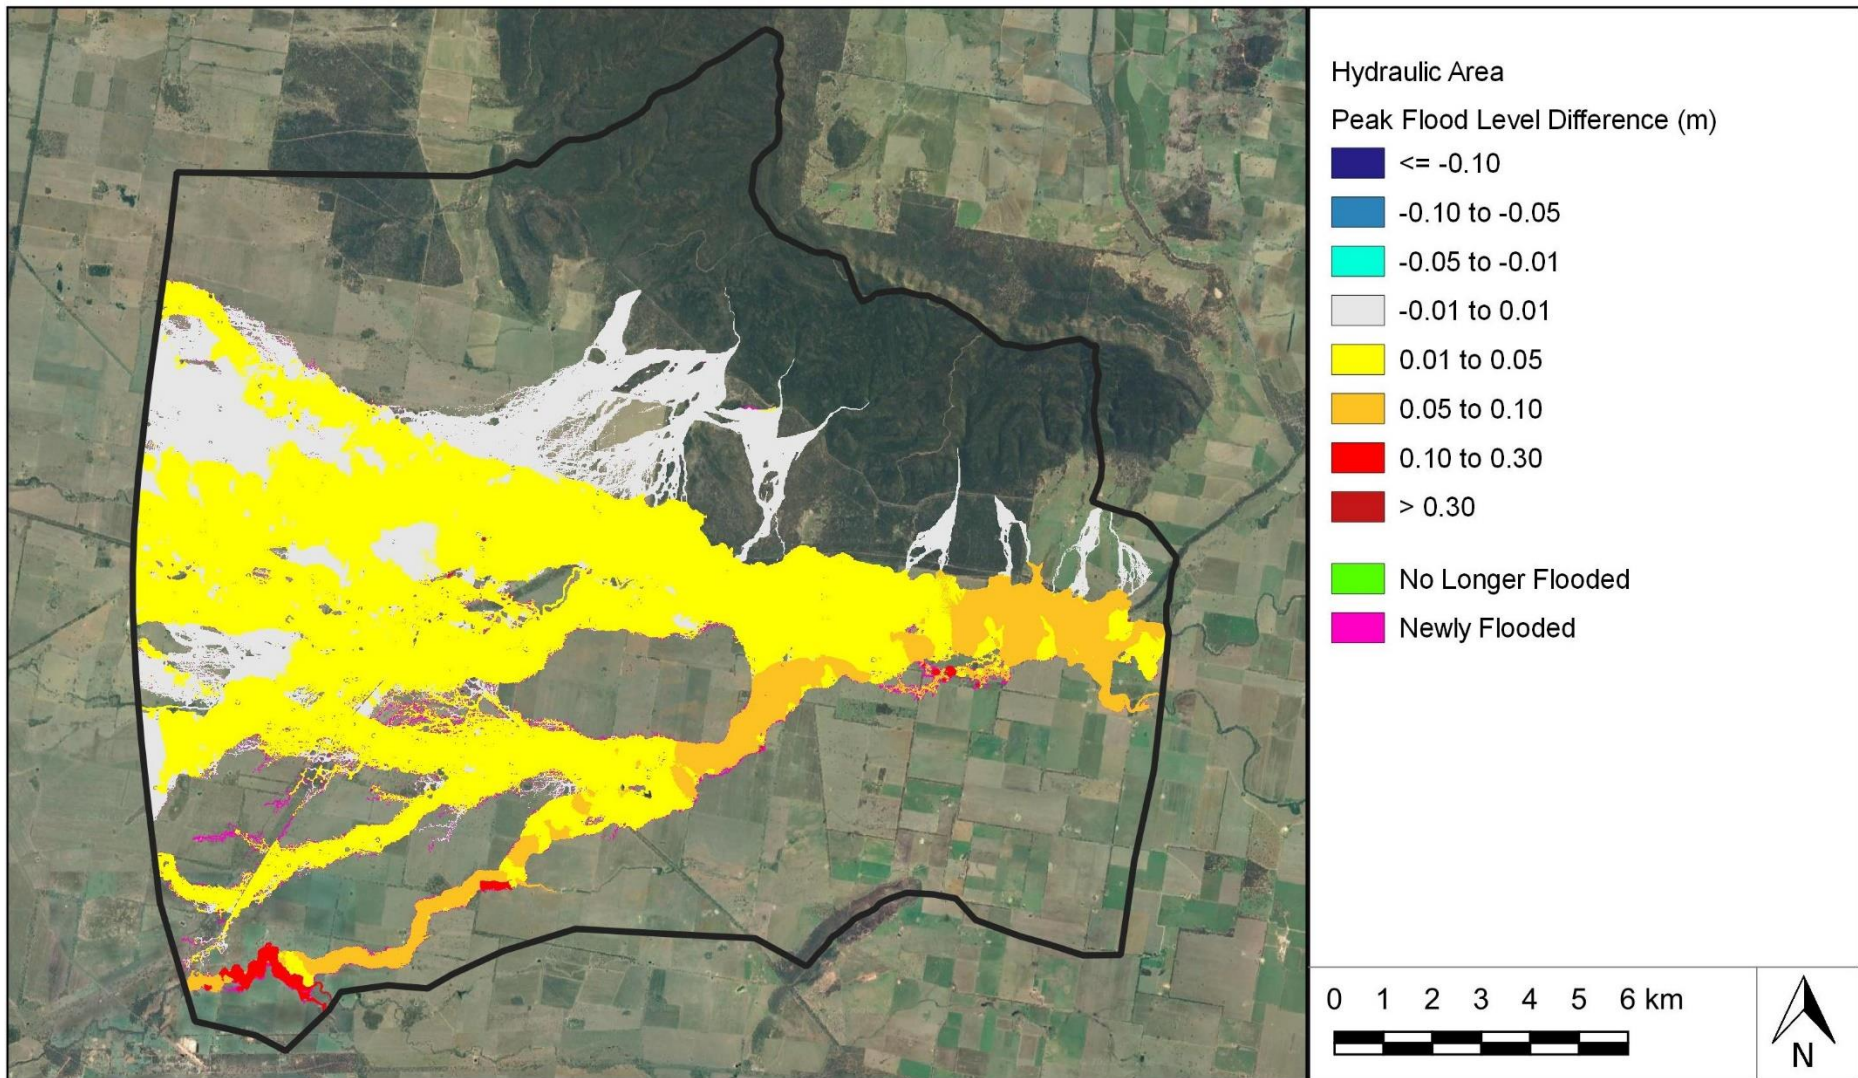 Hydraulic Area
Peak Flood Level Difference (m)
<= -0.10
-0.10 to -0.05
-0.05 to -0.01
-0.01 to 0.01
0.01 to 0.05
0.05 to 0.10
0.10 to 0.30
> 0.30
No Longer Flooded
Newly Flooded
0 1 2 3 4 5 6 km
N